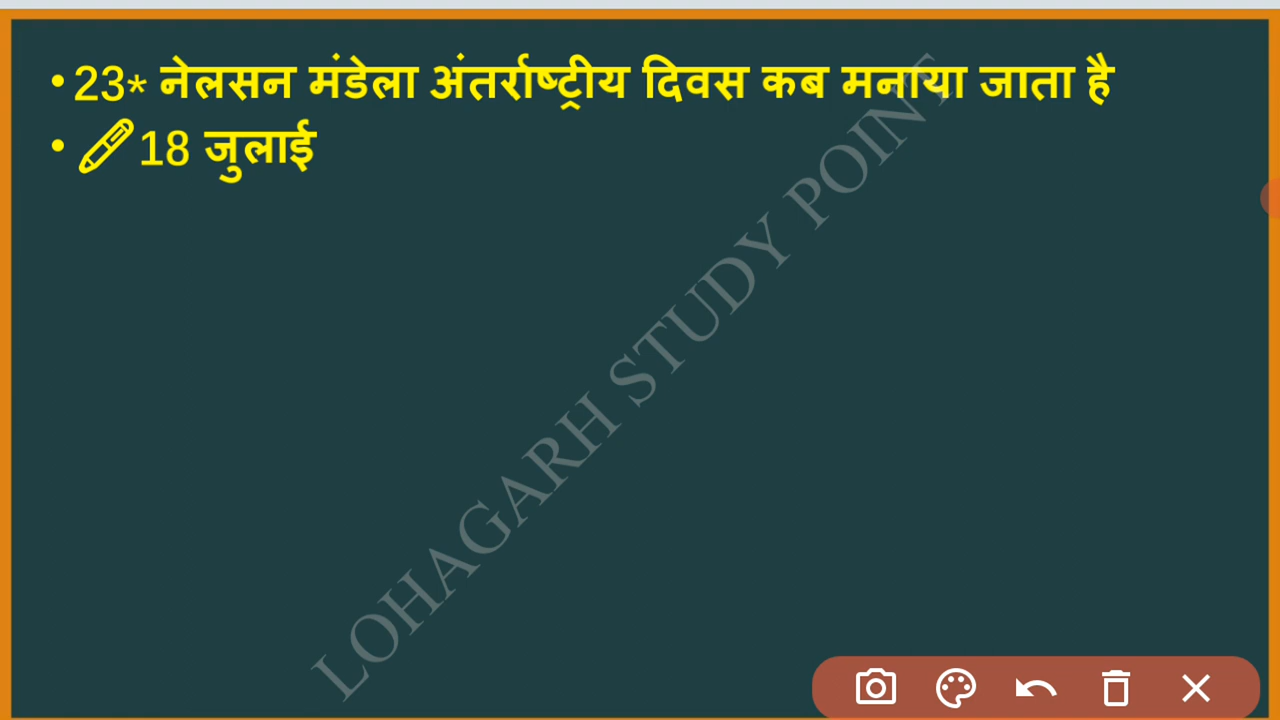 •23* नेलसन मंडेला अंतर्राष्ट्रीय दिवस कब मनाया जाता है
•🖊18 जुलाई
LOHAGARH STUDY POINT